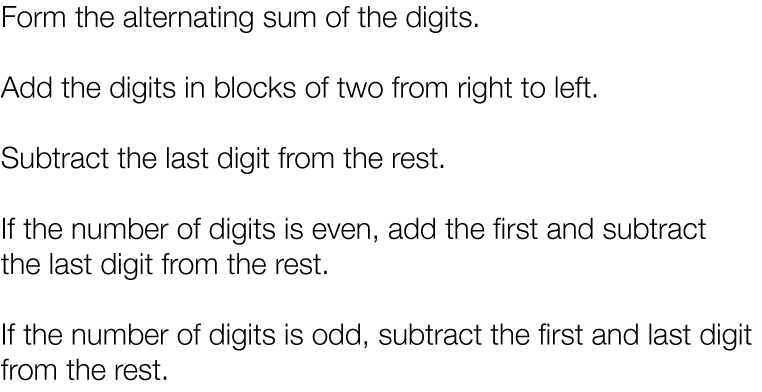 Form the alternating sum of the digits.
Add the digits in blocks of two from right to left.
Subtract the last digit from the rest.
If the number of digits is even, add the first and subtract
the last digit from the rest.
If the number of digits is odd, subtract the first and last digit
from the rest.